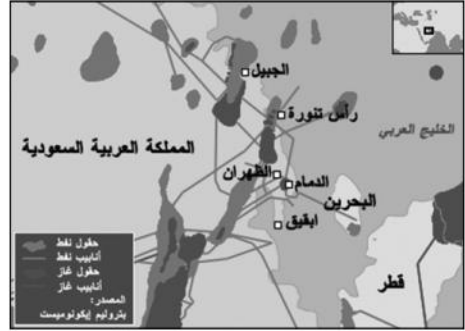 الجبيل
رأس تنورة
الخليج العربي
المملكة العربية السعودية
الظهران
الدمام
البحرين
ابقيق
قطر
حقول نفط
أنابيب نفط
حقول غاز
أنابيب غاز
المصدر:
بتروليم إيكونوميست